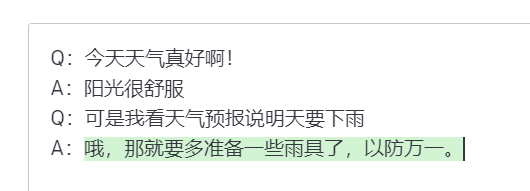 Q：今天天气真好啊！
A：阳光很舒服
Q：可是我看天气预报说明天要下雨
A：哦，那就要多准备一些雨具了，以防万一。